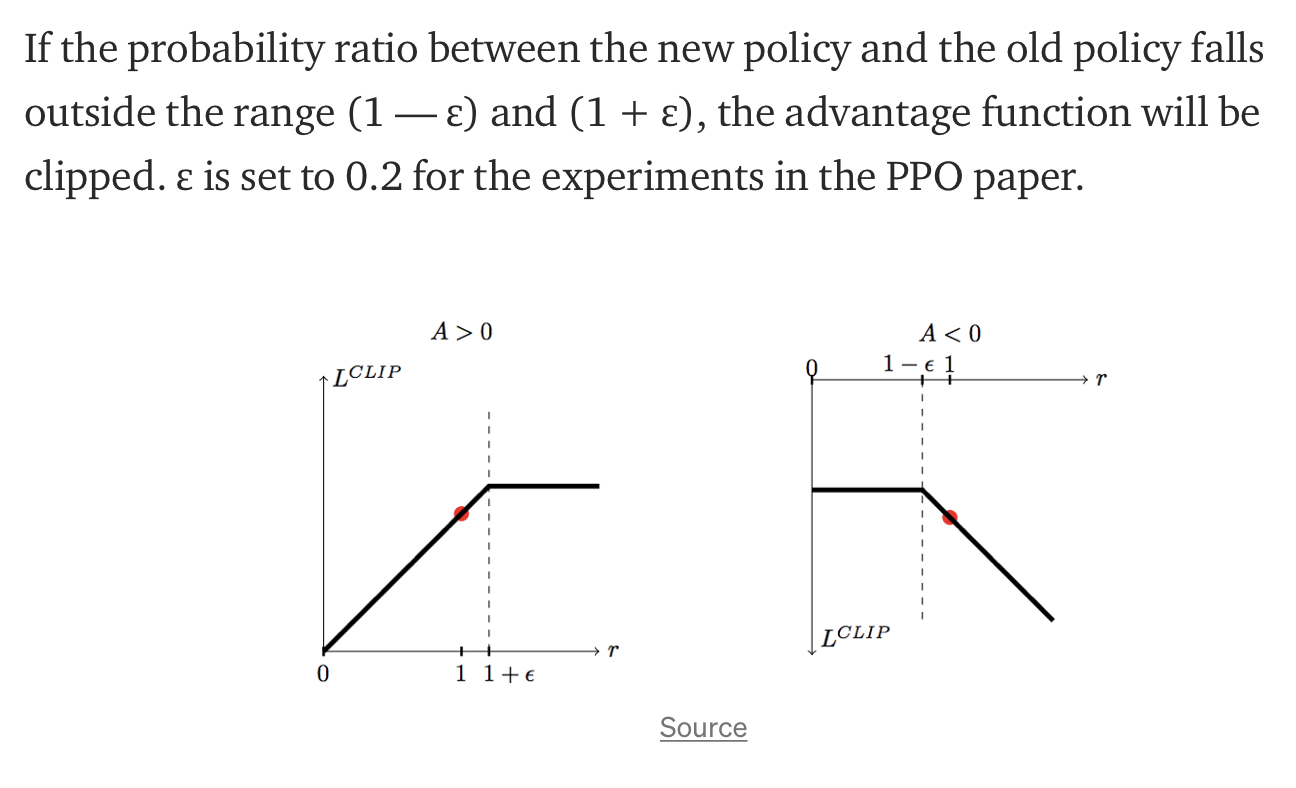 If the probability ratio between the new policy and the old policy falls
outside the range (1 — ε) and (1 + ε), the advantage function will be
clipped. ε is set to 0.2 for the experiments in the PPO paper.
A > 0
L^{CLIP}
0
1 1 + ϵ
r
A < 0
0 1 − ϵ 1
r
L^{CLIP}
Source